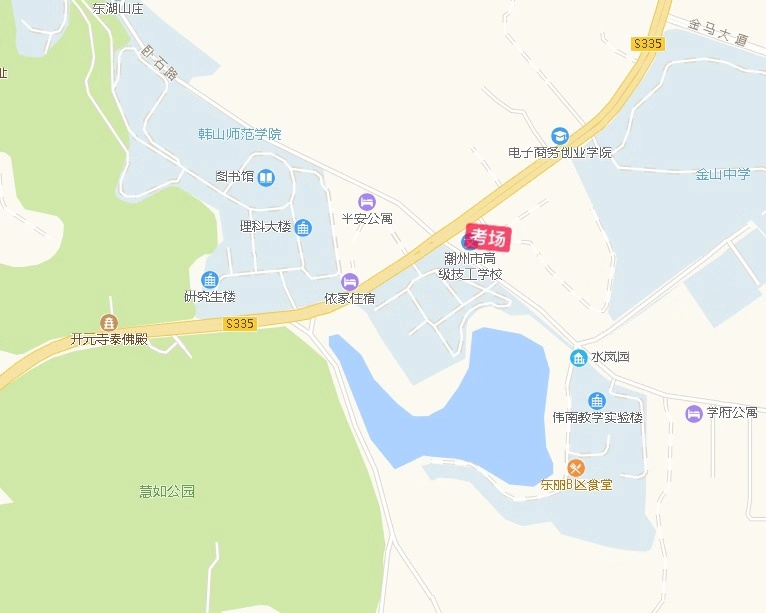 东湖山庄
金马大厦
S335
卧石路
址
韩山师范学院
电子商务创业学院
图书馆
金山中学
半安公寓
理科大楼
考场
潮州市高
级技工学校
研究生楼
依家住宿
S335
开元寺泰佛殿
水岚园
学府公寓
伟南教学实验楼
东丽B区食堂
慧如公园